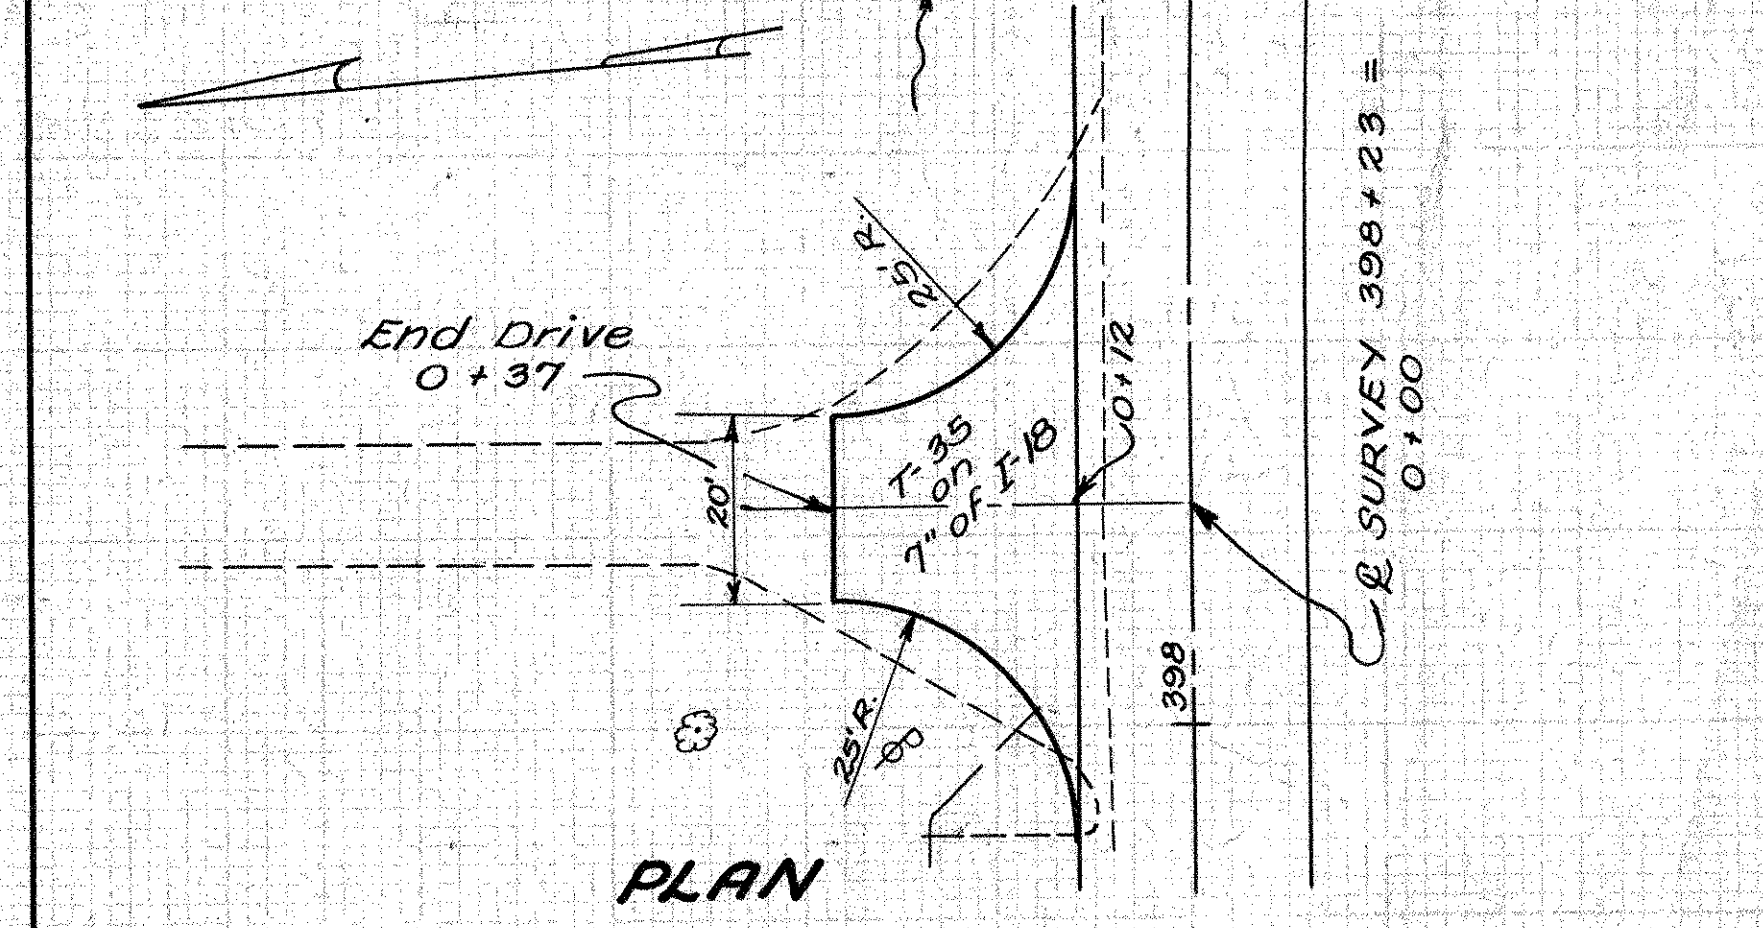 End Drive
0 + 37
25' R.
20'
T-35
on
7" of I-18
0+12
℄ SURVEY 398+23 =
0+00
398
25' R.
PLAN